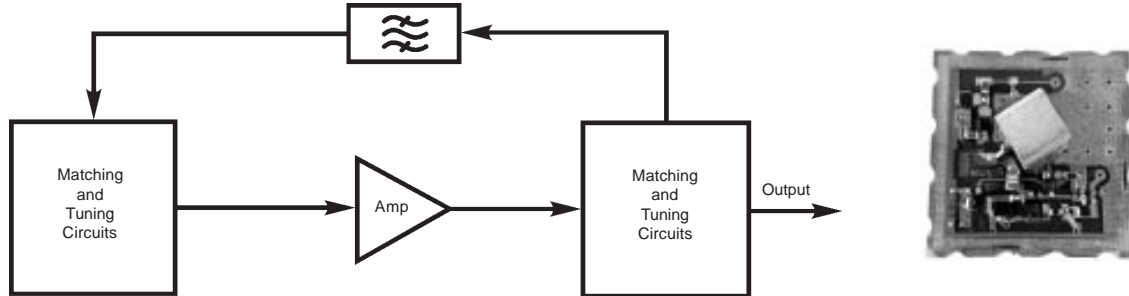 Matching
and
Tuning
Circuits
Amp
Matching
and
Tuning
Circuits
Output